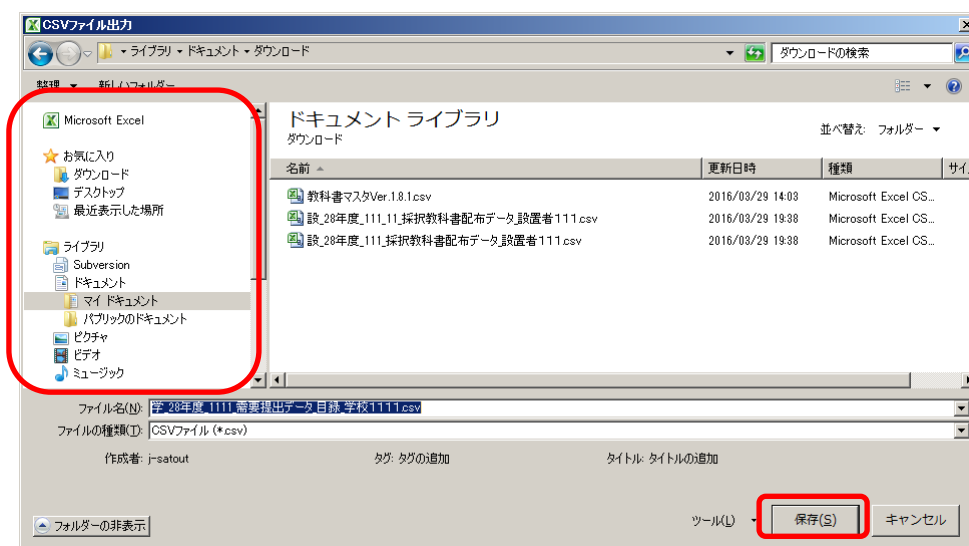 CSVファイル出力
ライブラリ ▾ ドキュメント ▾ ダウンロード
ダウンロードの検索
整理 新しいフォルダー
Microsoft Excel
お気に入り
ダウンロード
デスクトップ
最近表示した場所
ライブラリ
Subversion
ドキュメント
マイ ドキュメント
パブリックのドキュメント
ピクチャ
ビデオ
ミュージック
ドキュメント ライブラリ
ダウンロード
並べ替え: フォルダー ▾
名前 更新日時 種類 サイ
教科書マスタVer.1.8.1.csv 2016/03/29 14:03 Microsoft Excel CS...
設_28年度_111_11_採択教科書配布データ_設置者111.csv 2016/03/29 19:38 Microsoft Excel CS...
設_28年度_111_採択教科書配布データ_設置者111.csv 2016/03/29 19:38 Microsoft Excel CS...
ファイル名(N): 学_28年度_1111_需要提出データ_目録_学校1111.csv
ファイルの種類(T): CSVファイル (*.csv)
作成者: j-satout タグ: タグの追加 タイトル: タイトルの追加
フォルダーの非表示 ツール(L) 保存(S) キャンセル